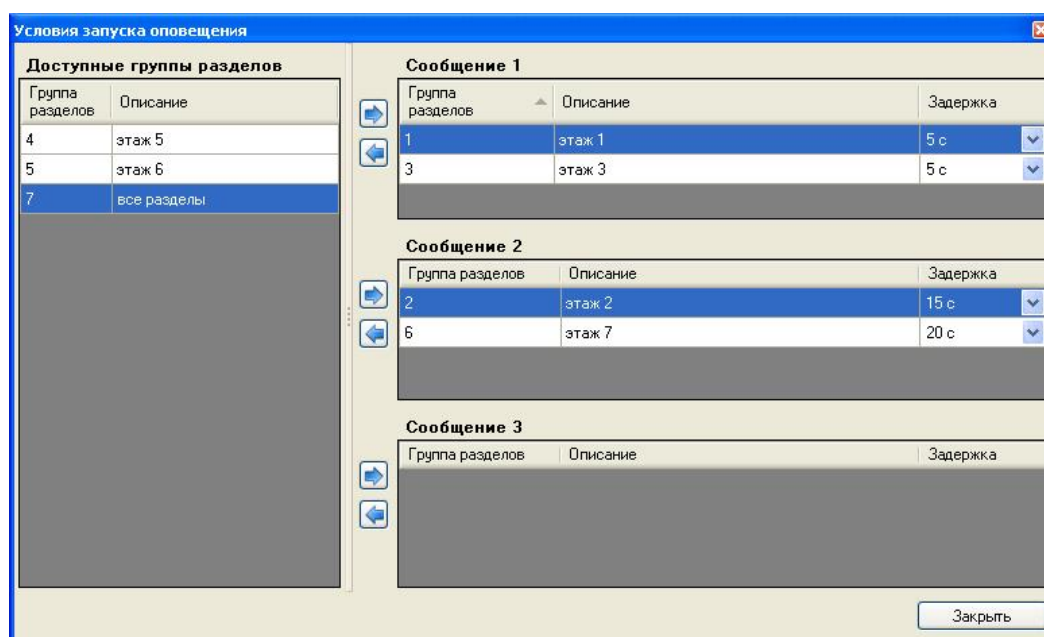 Условия запуска оповещения
Доступные группы разделов
Группа разделов Описание
4 этаж 5
5 этаж 6
7 все разделы
Сообщение 1
Группа разделов Описание Задержка
1 этаж 1 5 с
3 этаж 3 5 с
Сообщение 2
Группа разделов Описание Задержка
2 этаж 2 15 с
6 этаж 7 20 с
Сообщение 3
Группа разделов Описание Задержка
Закрыть